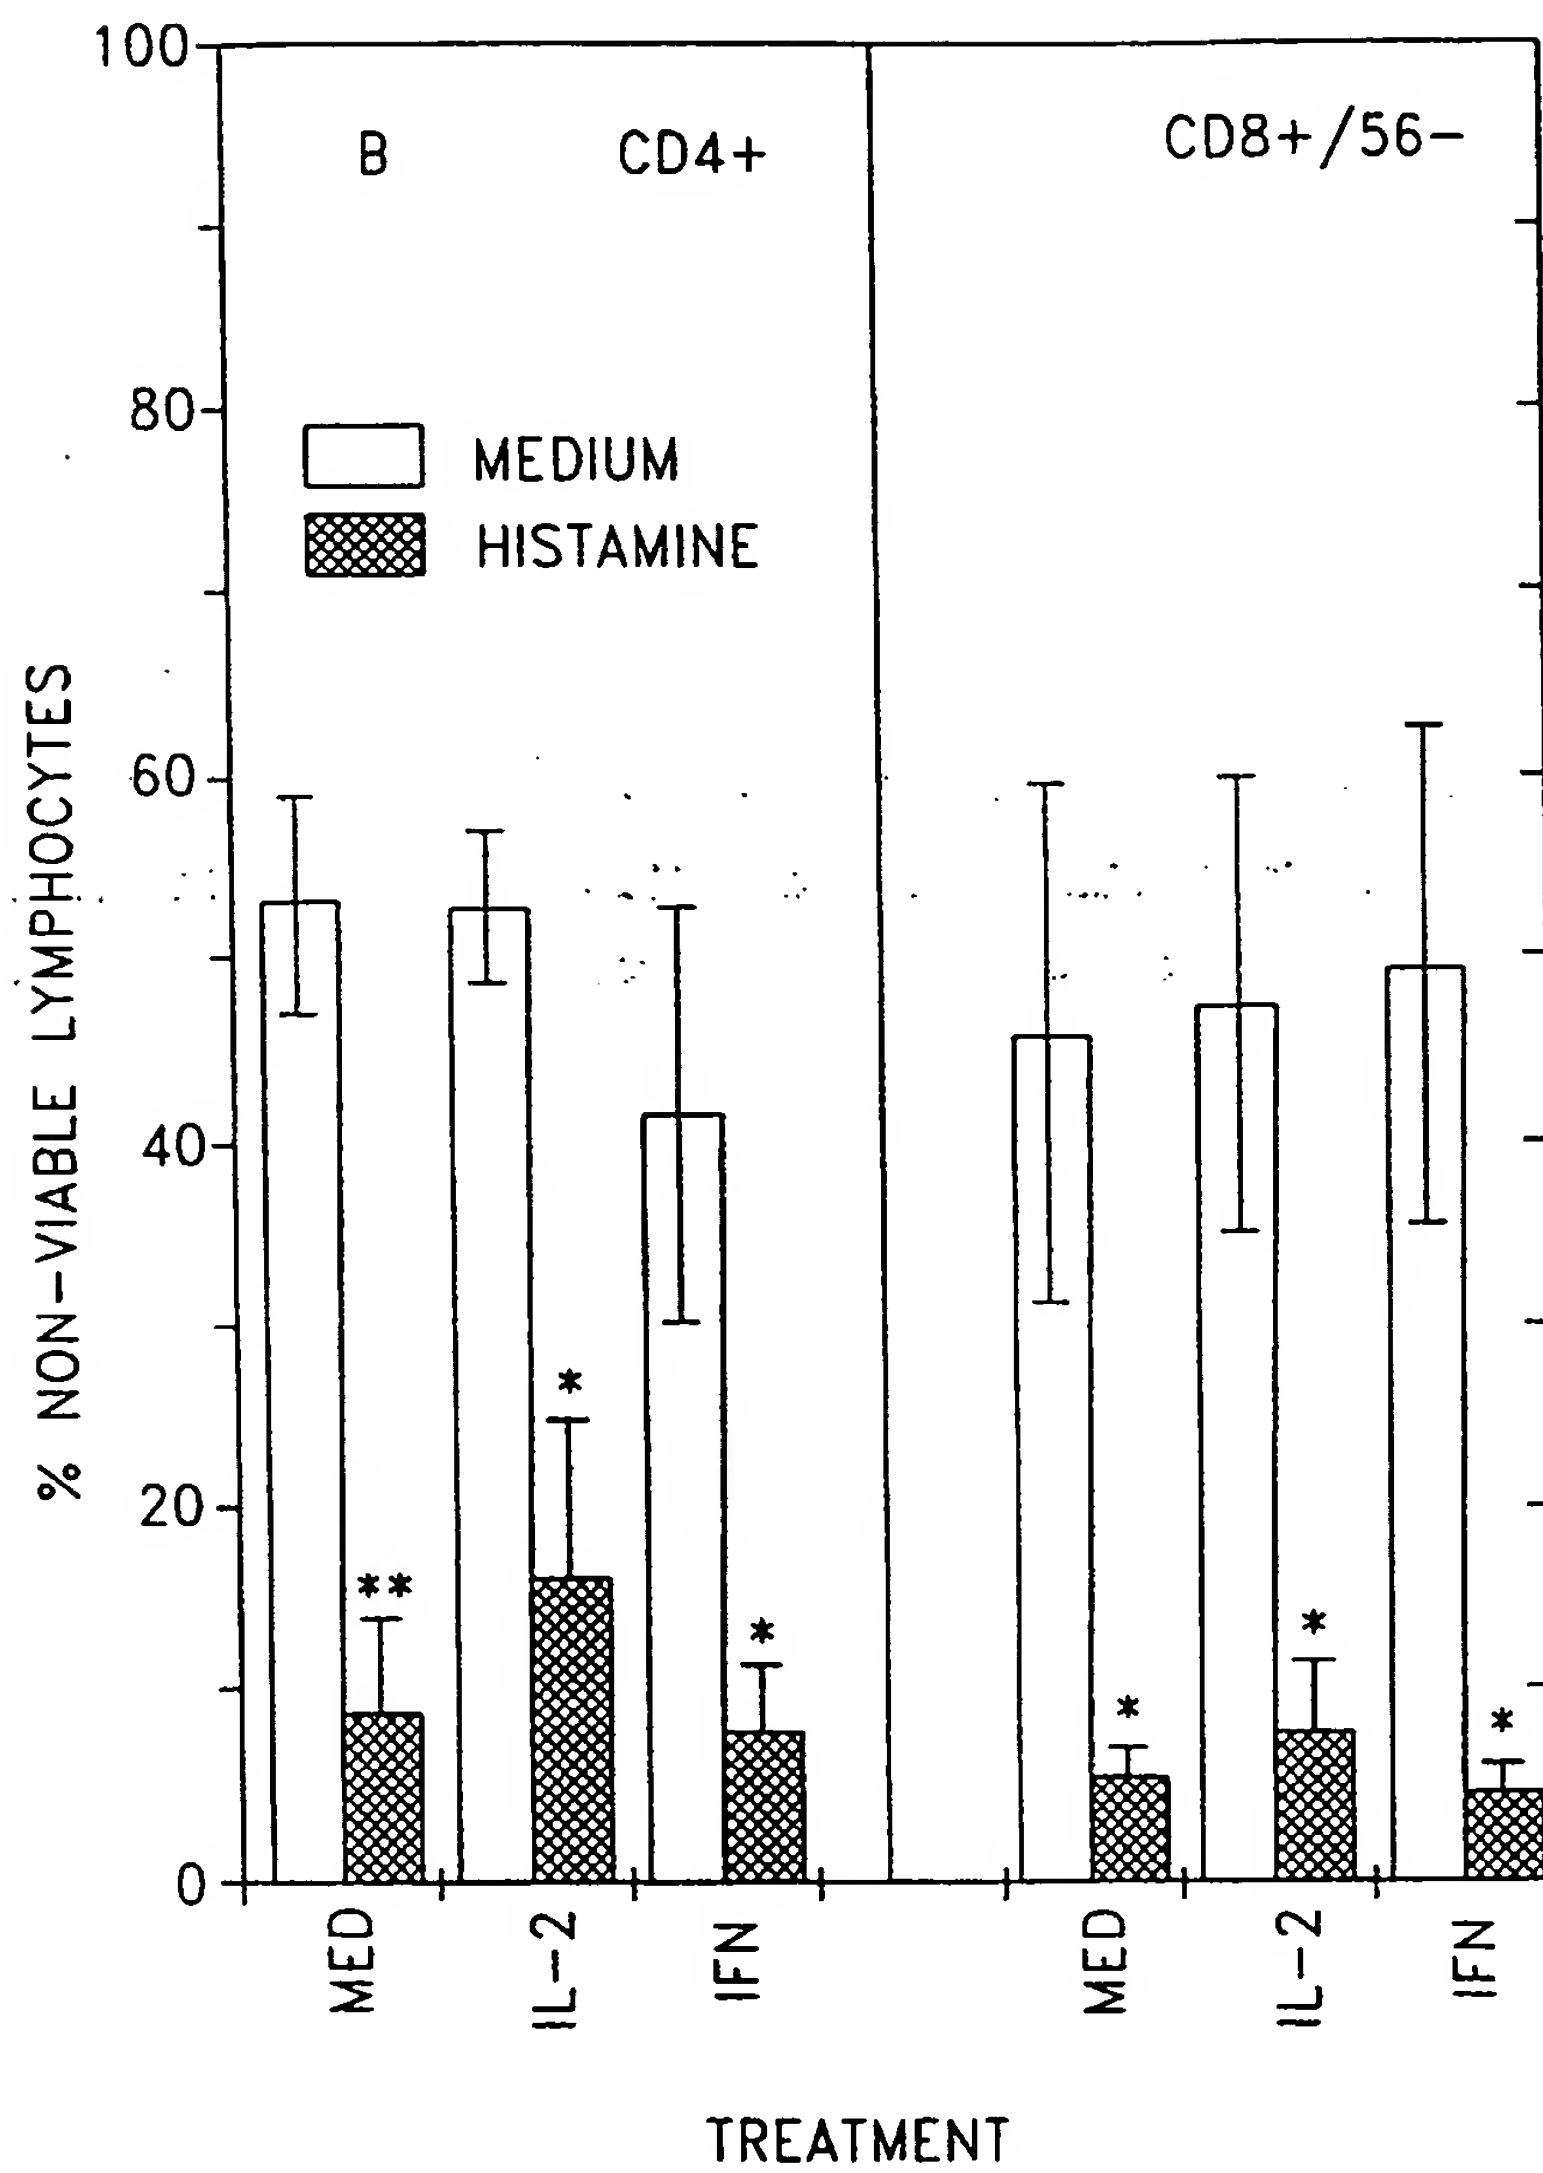 100
B CD4+ CD8+/56-
80
MEDIUM
HISTAMINE
60
% NON-VIABLE LYMPHOCYTES
40
*
20
**
*
*
*
*
0
MED IL-2 IFN MED IL-2 IFN
TREATMENT